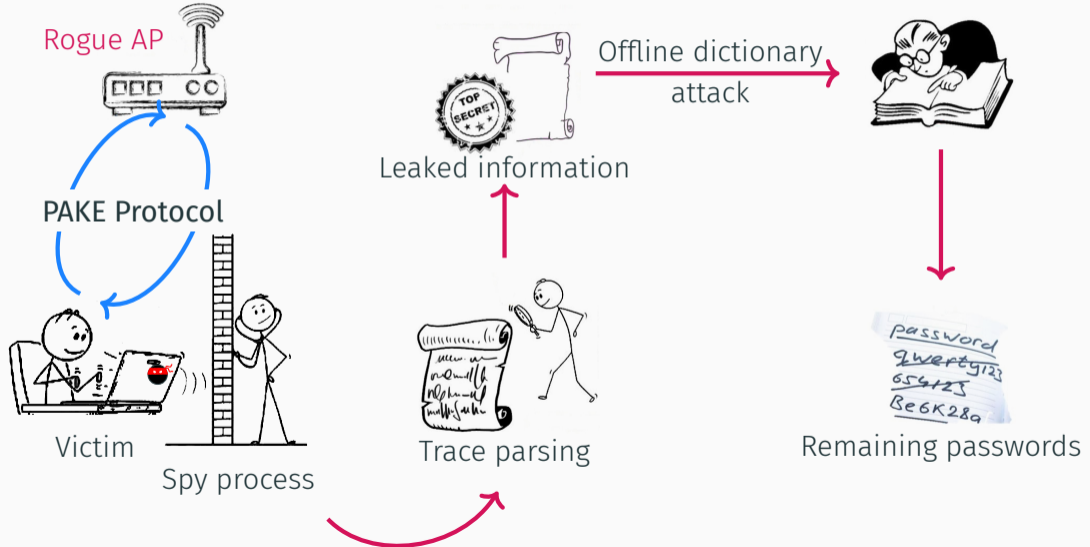 Rogue AP
PAKE Protocol
Victim
Spy process
Trace parsing
TOP
SECRET
Leaked information
Offline dictionary
attack
password
qwerty123
654123
Be6K28a
Remaining passwords